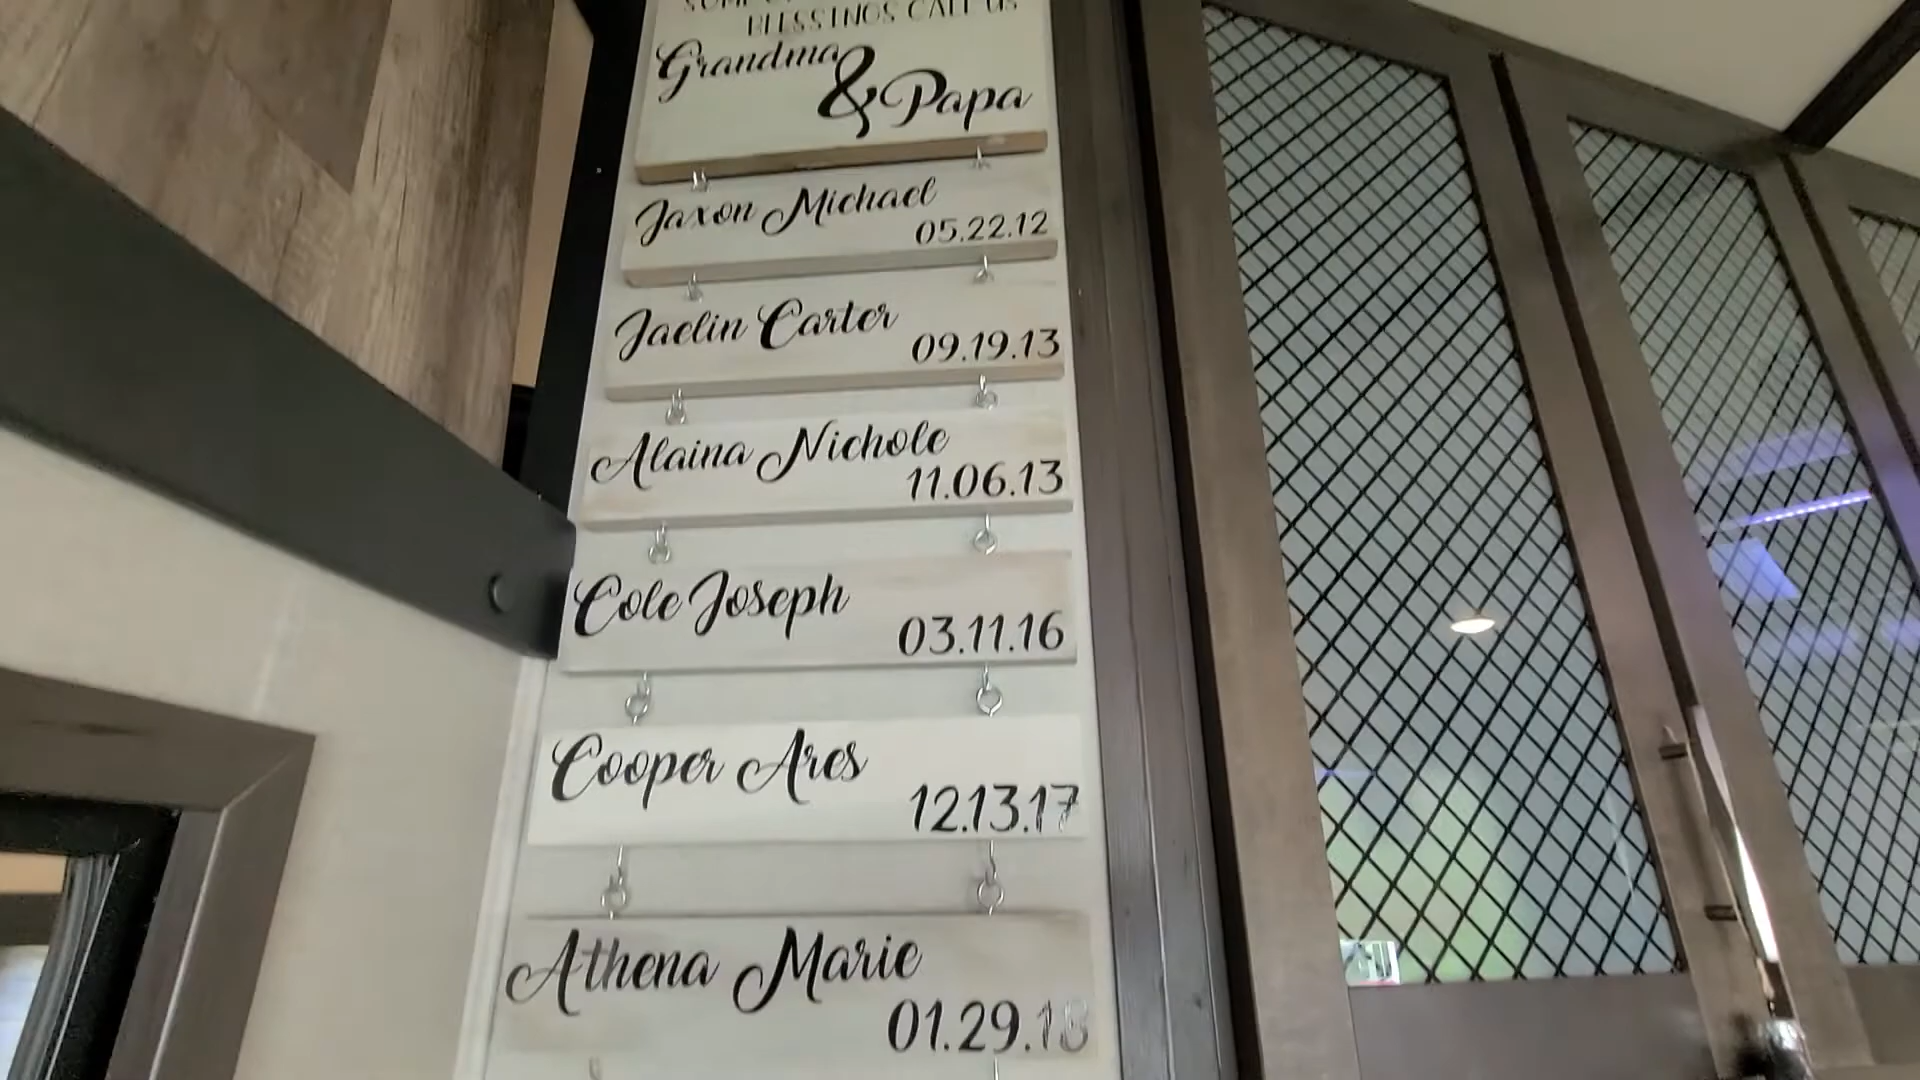 BLESSINGS CALL US
Grandma
& Papa
Jaxon Michael
05.22.12
Jaelin Carter
09.19.13
Alaina Nichole
11.06.13
Cole Joseph
03.11.16
Cooper Ares
12.13.17
Athena Marie
01.29.18